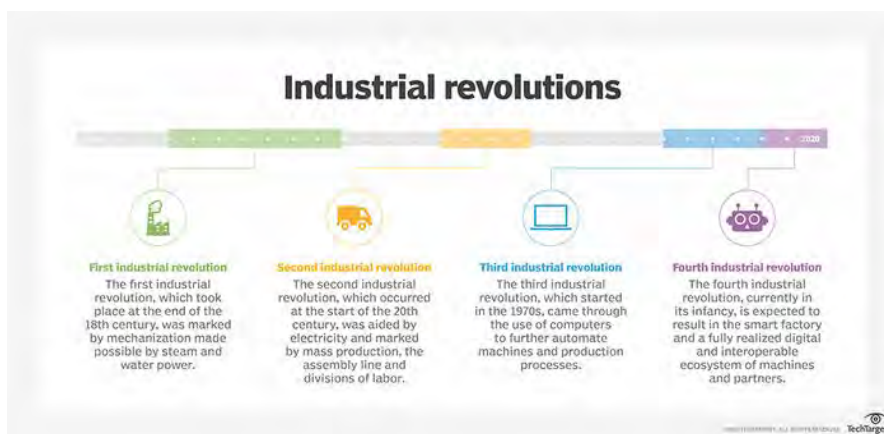 Industrial revolutions
2020
First industrial revolution
The first industrial
revolution, which took
place at the end of the
18th century, was marked
by mechanization made
possible by steam and
water power.
Second industrial revolution
The second industrial
revolution, which occurred
at the start of the 20th
century, was aided by
electricity and marked
by mass production, the
assembly line and
divisions of labor.
Third industrial revolution
The third industrial
revolution, which started
in the 1970s, came through
the use of computers
to further automate
machines and production
processes.
Fourth industrial revolution
The fourth industrial
revolution, currently in
its infancy, is expected to
result in the smart factory
and a fully realized digital
and interoperable
ecosystem of machines
and partners.
ALL RIGHTS RESERVED
TechTarge